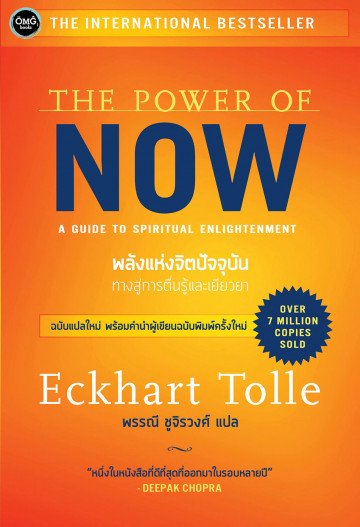 OMG
books
THE INTERNATIONAL BESTSELLER
THE POWER OF
NOW
A GUIDE TO SPIRITUAL ENLIGHTENMENT
พลังแห่งจิตปัจจุบัน
ทางสู่การตื่นรู้และเยียวยา
ฉบับแปลใหม่ พร้อมคำนำผู้เขียนฉบับพิมพ์ครั้งใหม่
OVER
7 MILLION
COPIES
SOLD
Eckhart Tolle
พรรณี ชูจิรวงศ์ แปล
“หนึ่งในหนังสือที่ดีที่สุดที่ออกมาในรอบหลายปี”
- DEEPAK CHOPRA